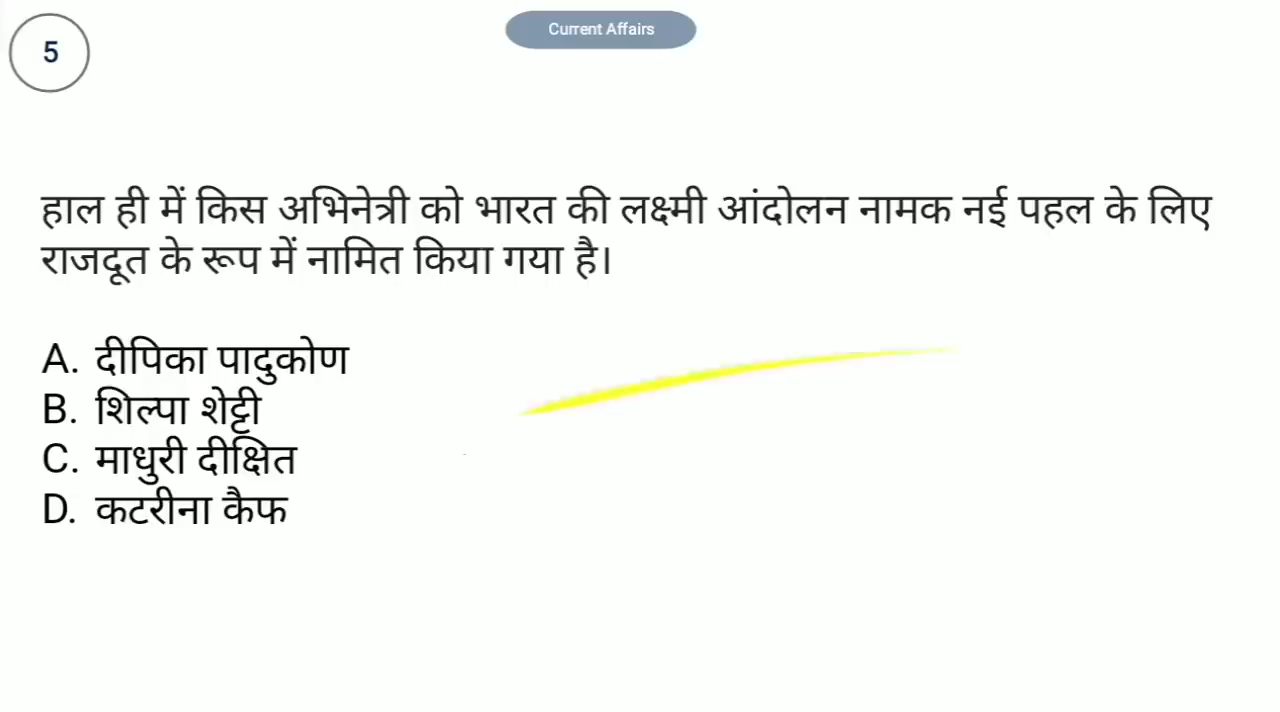 5
Current Affairs
हाल ही में किस अभिनेत्री को भारत की लक्ष्मी आंदोलन नामक नई पहल के लिए
राजदूत के रूप में नामित किया गया है।
A. दीपिका पादुकोण
B. शिल्पा शेट्टी
C. माधुरी दीक्षित
D. कटरीना कैफ